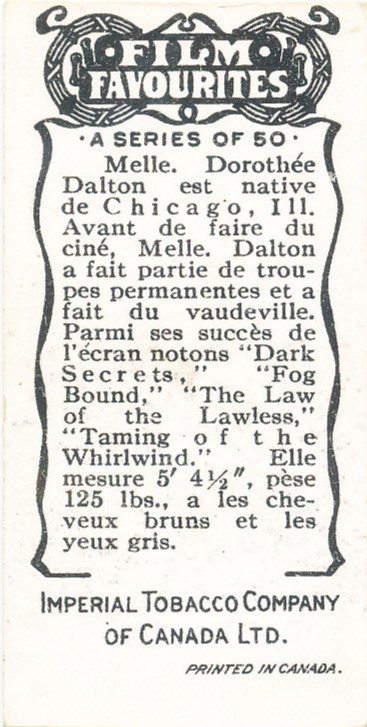 FILM
FAVOURITES
·A SERIES OF 50·
Melle. Dorothée
Dalton est native
de Chicago, Ill.
Avant de faire du
ciné, Melle. Dalton
a fait partie de trou-
pes permanentes et a
fait du vaudeville.
Parmi ses succès de
l'écran notons "Dark
Secrets," "Fog
Bound," "The Law
of the Lawless,"
"Taming of the
Whirlwind." Elle
mesure 5' 4½", pèse
125 lbs., a les che-
veux bruns et les
yeux gris.
IMPERIAL TOBACCO COMPANY
OF CANADA LTD.
PRINTED IN CANADA.